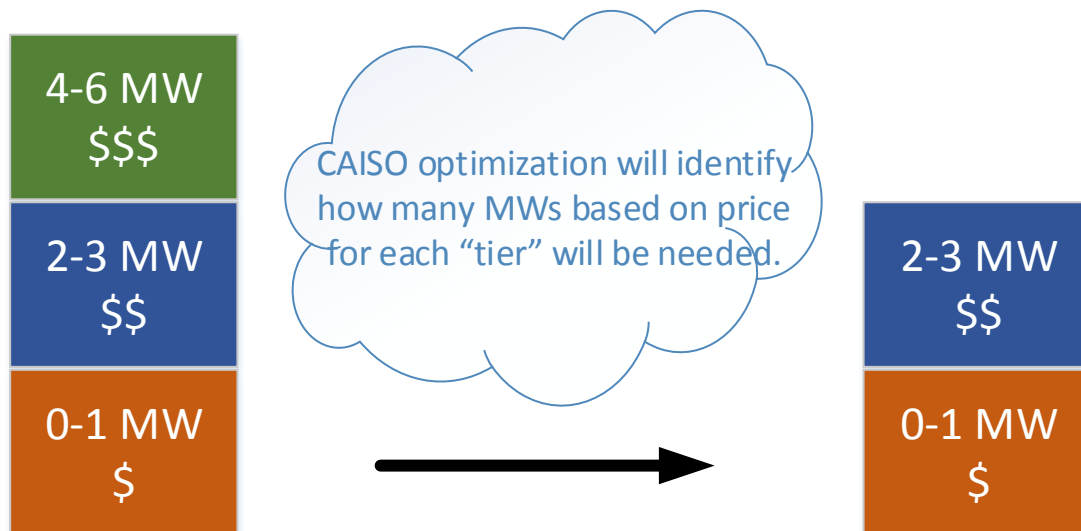 4-6 MW
$$$
2-3 MW
$$
0-1 MW
$
CAISO optimization will identify
how many MWs based on price
for each “tier” will be needed.
2-3 MW
$$
0-1 MW
$